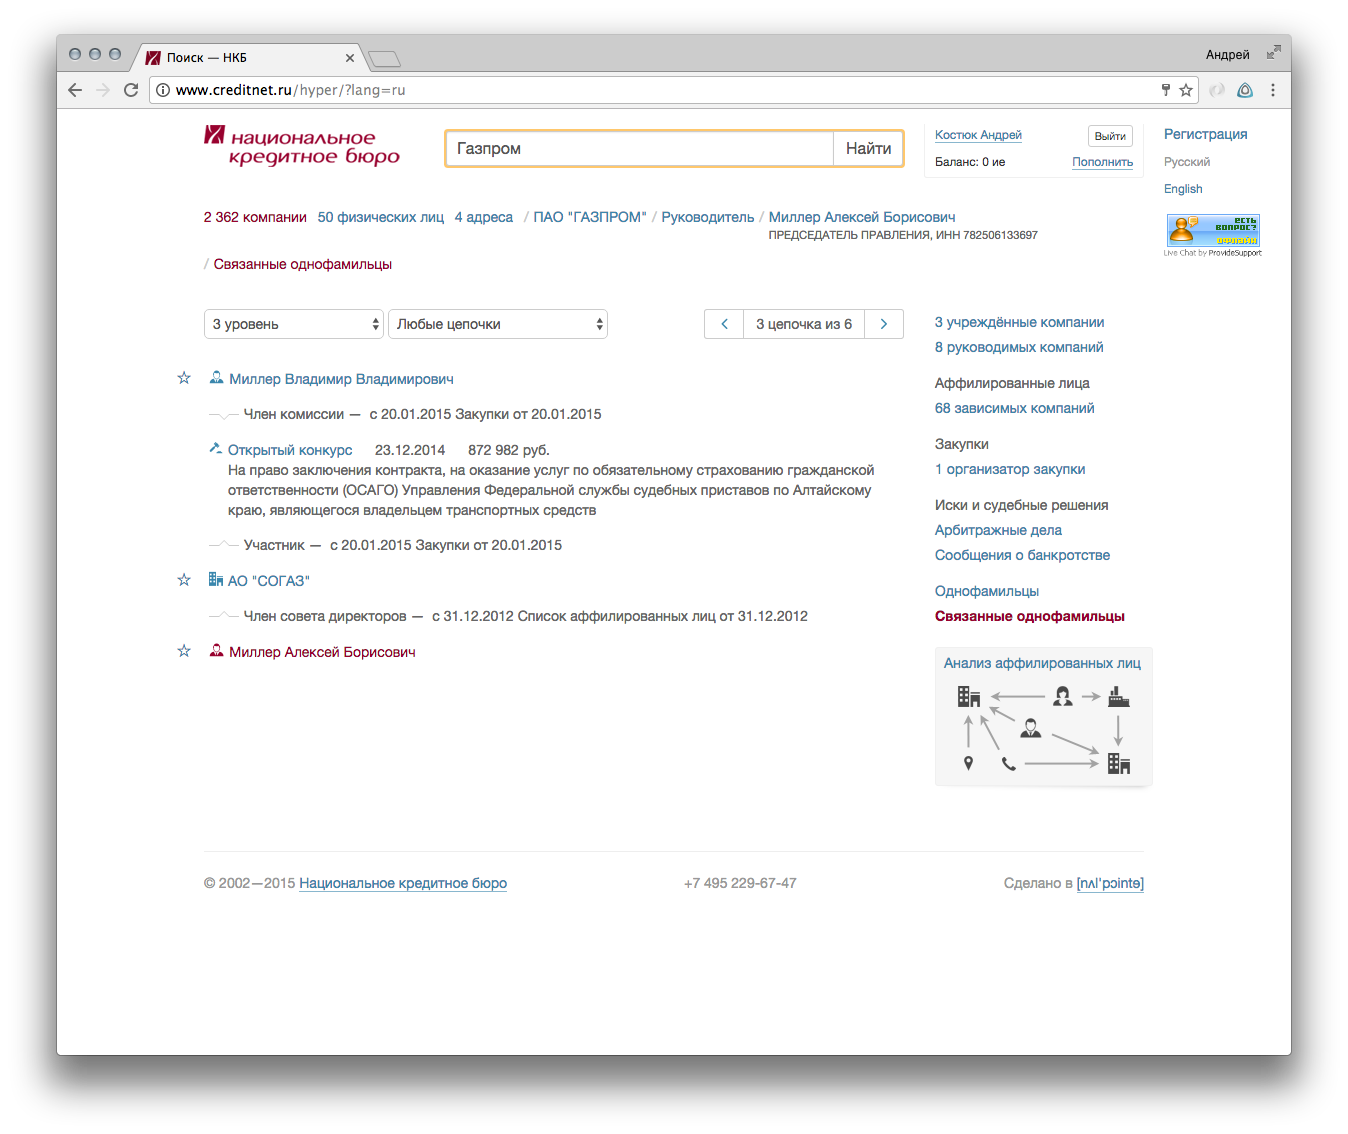 Поиск — НКБ
Андрей
www.creditnet.ru/hyper/?lang=ru
национальное
кредитное бюро
Газпром
Найти
Костюк Андрей
Выйти
Баланс: 0 ие
Пополнить
Регистрация
Русский
English
есть
вопрос?
офлайн
Live Chat by ProvideSupport
2 362 компании 50 физических лиц 4 адреса / ПАО "ГАЗПРОМ" / Руководитель / Миллер Алексей Борисович
ПРЕДСЕДАТЕЛЬ ПРАВЛЕНИЯ, ИНН 782506133697
/ Связанные однофамильцы
3 уровень
Любые цепочки
3 цепочка из 6
Миллер Владимир Владимирович
Член комиссии — с 20.01.2015 Закупки от 20.01.2015
Открытый конкурс 23.12.2014 872 982 руб.
На право заключения контракта, на оказание услуг по обязательному страхованию гражданской
ответственности (ОСАГО) Управления Федеральной службы судебных приставов по Алтайскому
краю, являющегося владельцем транспортных средств
Участник — с 20.01.2015 Закупки от 20.01.2015
АО "СОГАЗ"
Член совета директоров — с 31.12.2012 Список аффилированных лиц от 31.12.2012
Миллер Алексей Борисович
3 учреждённые компании
8 руководимых компаний
Аффилированные лица
68 зависимых компаний
Закупки
1 организатор закупки
Иски и судебные решения
Арбитражные дела
Сообщения о банкротстве
Однофамильцы
Связанные однофамильцы
Анализ аффилированных лиц
© 2002—2015 Национальное кредитное бюро
+7 495 229-67-47
Сделано в [пʌl'pɔintɘ]